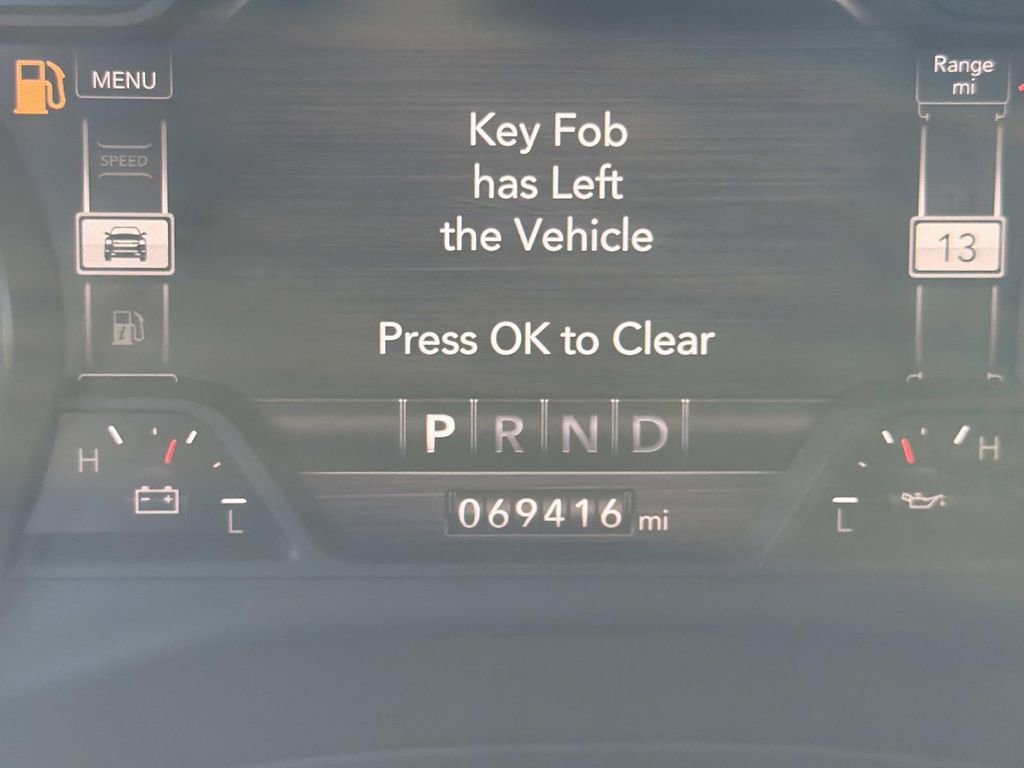 MENU
Range
mi
SPEED
Key Fob
has Left
the Vehicle
13
Press OK to Clear
P R N D
H
H
L
L
069416 mi